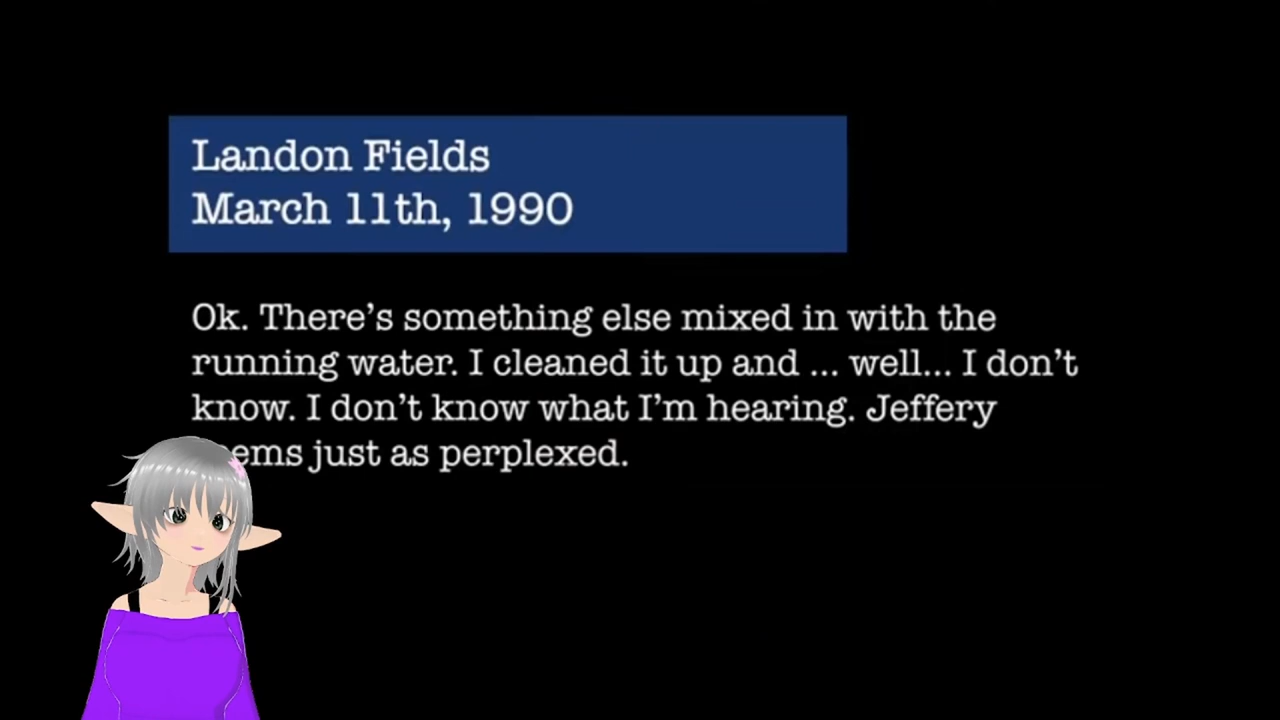 Landon Fields
March 11th, 1990
Ok. There's something else mixed in with the
running water. I cleaned it up and ... well... I don't
know. I don't know what I'm hearing. Jeffery
just as perplexed.